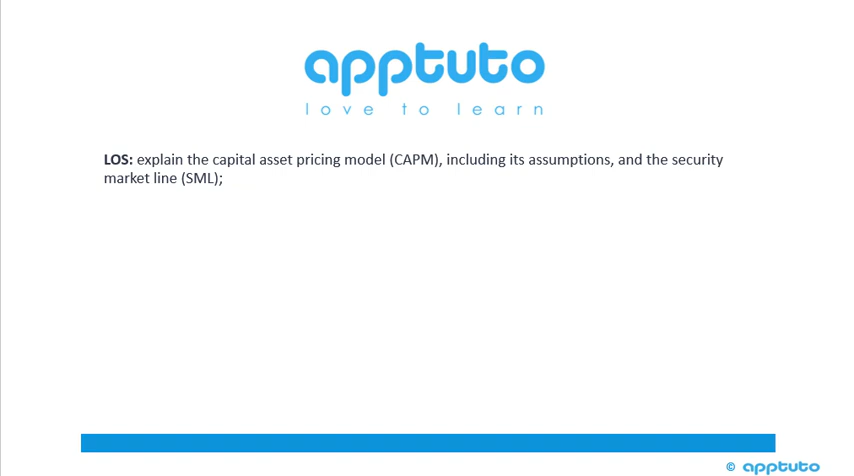 apptuto
love to learn
LOS: explain the capital asset pricing model (CAPM), including its assumptions, and the security
market line (SML);
© apptuto